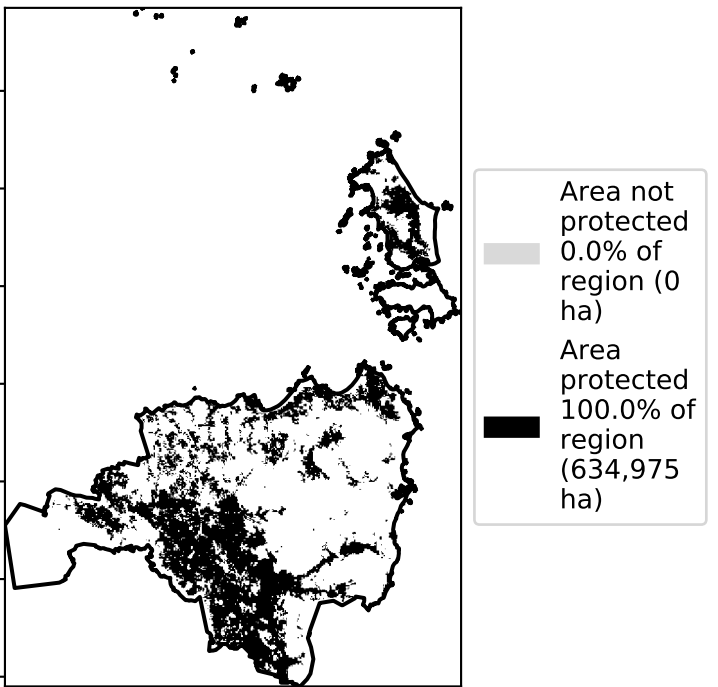 Area not
protected
0.0% of
region (0
ha)
Area
protected
100.0% of
region
(634,975
ha)